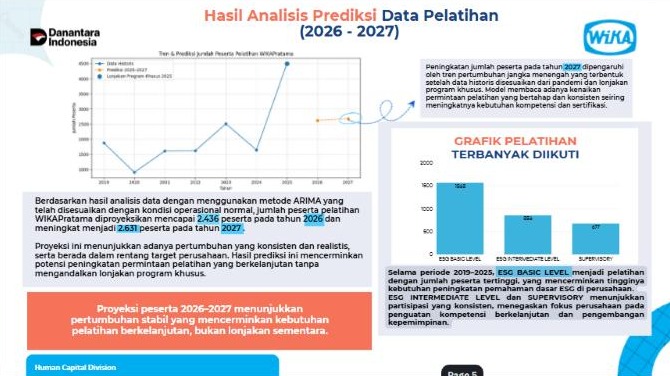 Hasil Analisis Prediksi Data Pelatihan
(2026 - 2027)
Danantara
Indonesia
WIKA
Tren & Prediksi Jumlah Peserta Pelatihan WIKAPratama
Data Historis
Prediksi 2026-2027
Lonjakan Program Khusus 2025
Jumlah Peserta
4500
4000
3500
3000
2500
2000
1500
1000
2019 2020 2021 2022 2023 2024 2025 2026 2027
Tahun
Peningkatan jumlah peserta pada tahun 2027 dipengaruhi
oleh tren pertumbuhan jangka menengah yang terbentuk
setelah data historis disesuaikan dari pandemi dan lonjakan
program khusus. Model membaca adanya kenaikan
permintaan pelatihan yang bertahap dan konsisten seiring
meningkatnya kebutuhan kompetensi dan sertifikasi.
Berdasarkan hasil analisis data dengan menggunakan metode ARIMA yang
telah disesuaikan dengan kondisi operasional normal, jumlah peserta pelatihan
WIKAPratama diproyeksikan mencapai 2.436 peserta pada tahun 2026 dan
meningkat menjadi 2.631 peserta pada tahun 2027.
Proyeksi ini menunjukkan adanya pertumbuhan yang konsisten dan realistis,
serta berada dalam rentang target perusahaan. Hasil prediksi ini mencerminkan
potensi peningkatan permintaan pelatihan yang berkelanjutan tanpa
mengandalkan lonjakan program khusus.
Proyeksi peserta 2026–2027 menunjukkan
pertumbuhan stabil yang mencerminkan kebutuhan
pelatihan berkelanjutan, bukan lonjakan sementara.
GRAFIK PELATIHAN
TERBANYAK DIIKUTI
2000
1500
1000
500
0
677
ESG BASIC LEVEL ESG INTERMEDIATE LEVEL SUPERVISORY
Selama periode 2019–2025, ESG BASIC LEVEL menjadi pelatihan
dengan jumlah peserta tertinggi, yang mencerminkan tingginya
kebutuhan peningkatan pemahaman dasar ESG di perusahaan.
ESG INTERMEDIATE LEVEL dan SUPERVISORY menunjukkan
partisipasi yang konsisten, menegaskan fokus perusahaan pada
penguatan kompetensi berkelanjutan dan pengembangan
kepemimpinan.
Human Capital Division
Page 5